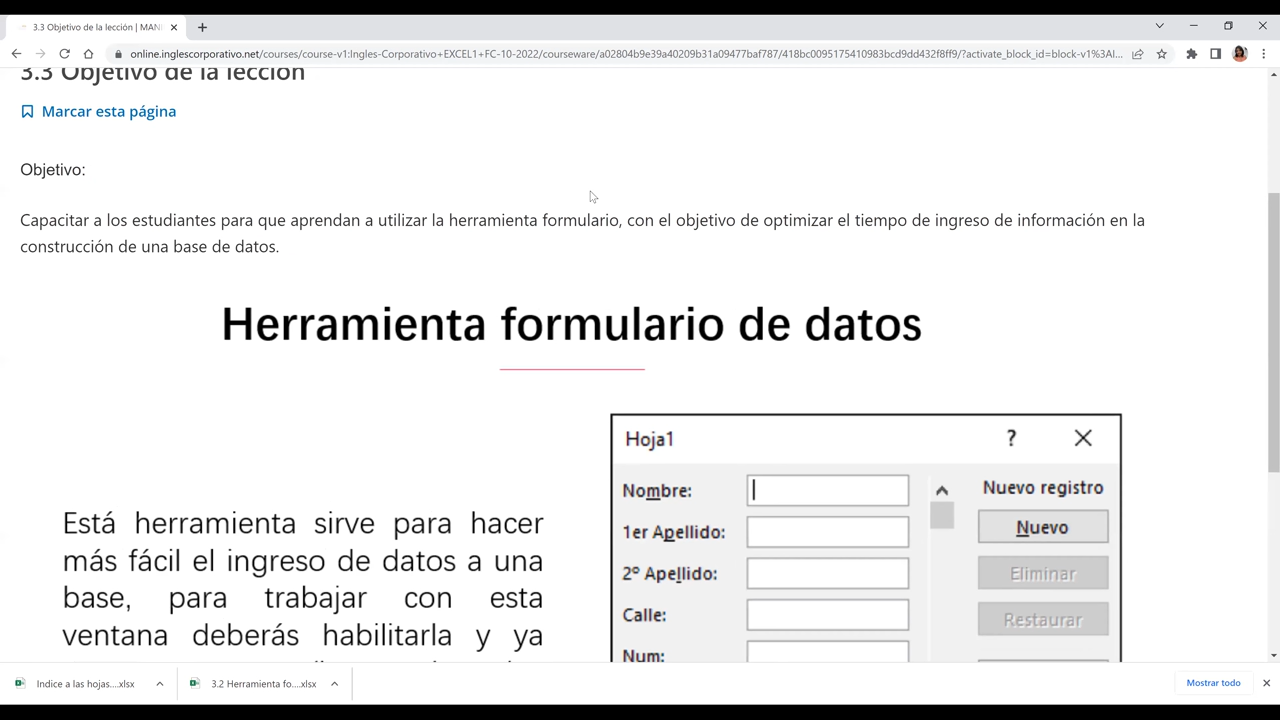 3.3 Objetivo de la lección | MAN
online.inglescorporativo.net/courses/course-v1:Ingles-Corporativo+EXCEL1+FC-10-2022/courseware/a02804b9e39a40209b31a09477baf787/418bc0095175410983bcd9dd432f8ff9/?activate_block_id=block-v1%3Al...
3.3 Objetivo de la lección
Marcar esta página
Objetivo:
Capacitar a los estudiantes para que aprendan a utilizar la herramienta formulario, con el objetivo de optimizar el tiempo de ingreso de información en la
construcción de una base de datos.
Herramienta formulario de datos
Hoja1 ?
Nombre:
Nuevo registro
1er Apellido:
Nuevo
2º Apellido:
Eliminar
Calle:
Restaurar
Num:
Está herramienta sirve para hacer
más fácil el ingreso de datos a una
base, para trabajar con esta
ventana deberás habilitarla y ya
Indice a las hojas....xlsx
3.2 Herramienta fo....xlsx
Mostrar todo